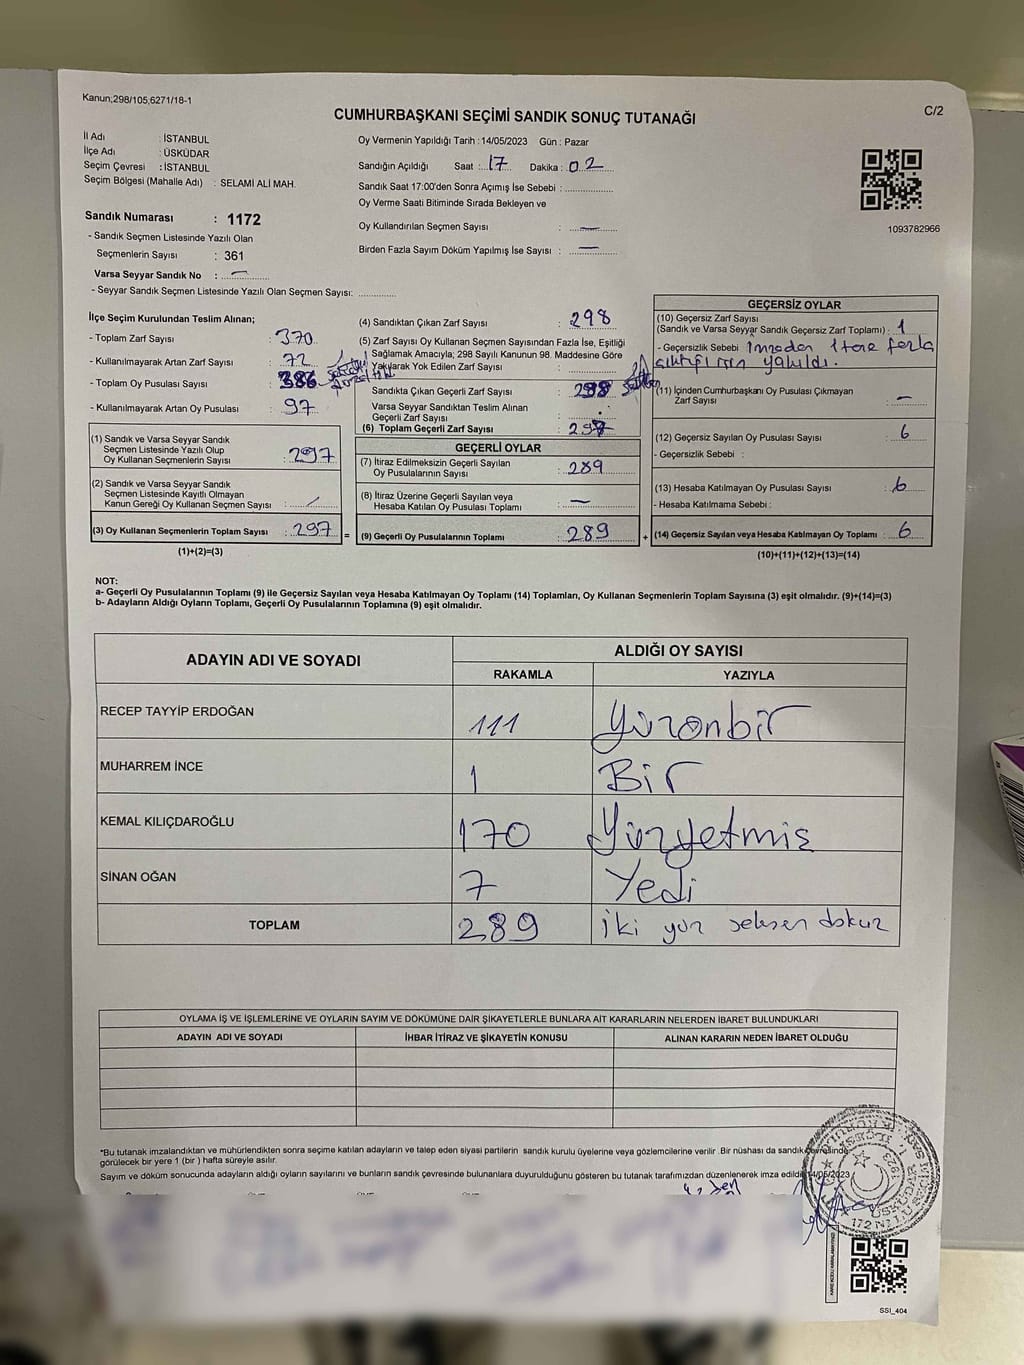 Kanun;298/105,6271/18-1
C/2
CUMHURBAŞKANI SEÇİMİ SANDIK SONUÇ TUTANAĞI
İl Adı : İSTANBUL
İlçe Adı : ÜSKÜDAR
Seçim Çevresi : İSTANBUL
Seçim Bölgesi (Mahalle Adı) : SELAMİ ALİ MAH.
Sandık Numarası : 1172
- Sandık Seçmen Listesinde Yazılı Olan
Seçmenlerin Sayısı : 361
Varsa Seyyar Sandık No : —
- Seyyar Sandık Seçmen Listesinde Yazılı Olan Seçmen Sayısı: ..............
Oy Vermenin Yapıldığı Tarih : 14/05/2023 Gün : Pazar
Sandığın Açıldığı Saat : 17 Dakika : 02
Sandık Saat 17:00'den Sonra Açımış İse Sebebi : ..................
Oy Verme Saati Bitiminde Sırada Bekleyen ve
Oy Kullandırılan Seçmen Sayısı : —
Birden Fazla Sayım Döküm Yapılmış İse Sayısı : —
1093782966
İlçe Seçim Kurulundan Teslim Alınan;
- Toplam Zarf Sayısı : 370
- Kullanılmayarak Artan Zarf Sayısı : 72
- Toplam Oy Pusulası Sayısı : 386
- Kullanılmayarak Artan Oy Pusulası : 97
(1) Sandık ve Varsa Seyyar Sandık
Seçmen Listesinde Yazılı Olup
Oy Kullanan Seçmenlerin Sayısı : 297
(2) Sandık ve Varsa Seyyar Sandık
Seçmen Listesinde Kayıtlı Olmayan
Kanun Gereği Oy Kullanan Seçmen Sayısı : /
(3) Oy Kullanan Seçmenlerin Toplam Sayısı : 297
(1)+(2)=(3)
=
(4) Sandıktan Çıkan Zarf Sayısı : 298
(5) Zarf Sayısı Oy Kullanan Seçmen Sayısından Fazla İse, Eşitliği
Sağlamak Amacıyla; 298 Sayılı Kanunun 98. Maddesine Göre
Yakılarak Yok Edilen Zarf Sayısı :
Sandıkta Çıkan Geçerli Zarf Sayısı : 298
Varsa Seyyar Sandıktan Teslim Alınan
Geçerli Zarf Sayısı :
(6) Toplam Geçerli Zarf Sayısı : 297
GEÇERLİ OYLAR
(7) İtiraz Edilmeksizin Geçerli Sayılan
Oy Pusulalarının Sayısı : 289
(8) İtiraz Üzerine Geçerli Sayılan veya
Hesaba Katılan Oy Pusulası Toplamı : —
(9) Geçerli Oy Pusulalarının Toplamı : 289
+
GEÇERSİZ OYLAR
(10) Geçersiz Zarf Sayısı
(Sandık ve Varsa Seyyar Sandık Geçersiz Zarf Toplamı) : 1
- Geçersizlik Sebebi : İmzadan 1 tane fazla
çıktığı için yakıldı.
(11) İçinden Cumhurbaşkanı Oy Pusulası Çıkmayan
Zarf Sayısı : —
(12) Geçersiz Sayılan Oy Pusulası Sayısı : 6
- Geçersizlik Sebebi :
(13) Hesaba Katılmayan Oy Pusulası Sayısı : 6
- Hesaba Katılmama Sebebi :
(14) Geçersiz Sayılan veya Hesaba Katılmayan Oy Toplamı : 6
(10)+(11)+(12)+(13)=(14)
NOT:
a- Geçerli Oy Pusulalarının Toplamı (9) ile Geçersiz Sayılan veya Hesaba Katılmayan Oy Toplamı (14) Toplamları, Oy Kullanan Seçmenlerin Toplam Sayısına (3) eşit olmalıdır. (9)+(14)=(3)
b- Adayların Aldığı Oyların Toplamı, Geçerli Oy Pusulalarının Toplamına (9) eşit olmalıdır.
ADAYIN ADI VE SOYADI
ALDIĞI OY SAYISI
RAKAMLA YAZIYLA
RECEP TAYYİP ERDOĞAN 111 Yüzonbir
MUHARREM İNCE 1 Bir
KEMAL KILIÇDAROĞLU 170 Yüzyetmiş
SİNAN OĞAN 7 Yedi
TOPLAM 289 iki yüz seksen dokuz
OYLAMA İŞ VE İŞLEMLERİNE VE OYLARIN SAYIM VE DÖKÜMÜNE DAİR ŞİKAYETLERLE BUNLARA AİT KARARLARIN NELERDEN İBARET BULUNDUKLARI
ADAYIN ADI VE SOYADI İHBAR İTİRAZ VE ŞİKAYETİN KONUSU ALINAN KARARIN NEDEN İBARET OLDUĞU
*Bu tutanak imzalandıktan ve mühürlendikten sonra seçime katılan adayların ve talep eden siyasi partilerin sandık kurulu üyelerine veya gözlemcilerine verilir .Bir nüshası da sandık çevresinde
görülecek bir yere 1 (bir ) hafta süreyle asılır.
Sayım ve döküm sonucunda adayların aldığı oyların sayılarını ve bunların sandık çevresinde bulunanlara duyurulduğunu gösteren bu tutanak tarafımızdan düzenlenerek imza edildi. 14/05/2023
ÜSKÜDAR
SSI_404